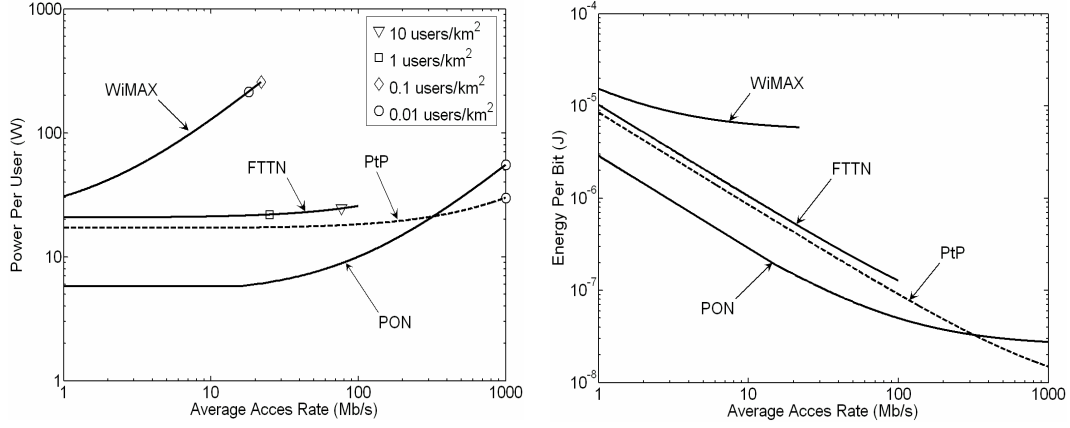 1000
100
10
1
Power Per User (W)
WiMAX
FTTN
PtP
PON
10 users/km²
1 users/km²
0.1 users/km²
0.01 users/km²
1
10
100
1000
Average Acces Rate (Mb/s)
10⁻⁴
10⁻⁵
10⁻⁶
10⁻⁷
10⁻⁸
Energy Per Bit (J)
WiMAX
FTTN
PtP
PON
1
10
100
1000
Average Acces Rate (Mb/s)